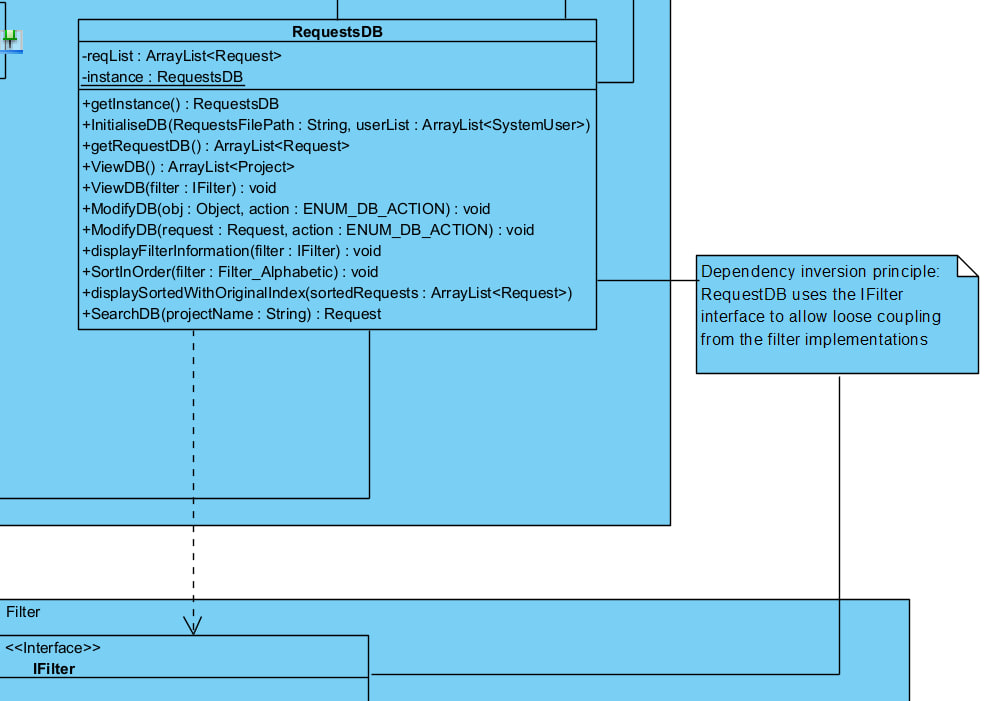 RequestsDB
-reqList : ArrayList<Request>
-instance : RequestsDB
+getInstance() : RequestsDB
+InitialiseDB(RequestsFilePath : String, userList : ArrayList<SystemUser>)
+getRequestDB() : ArrayList<Request>
+ViewDB() : ArrayList<Project>
+ViewDB(filter : IFilter) : void
+ModifyDB(obj : Object, action : ENUM_DB_ACTION) : void
+ModifyDB(request : Request, action : ENUM_DB_ACTION) : void
+displayFilterInformation(filter : IFilter) : void
+SortInOrder(filter : Filter_Alphabetic) : void
+displaySortedWithOriginalIndex(sortedRequests : ArrayList<Request>)
+SearchDB(projectName : String) : Request
Dependency inversion principle:
RequestDB uses the IFilter
interface to allow loose coupling
from the filter implementations
Filter
<<Interface>>
IFilter